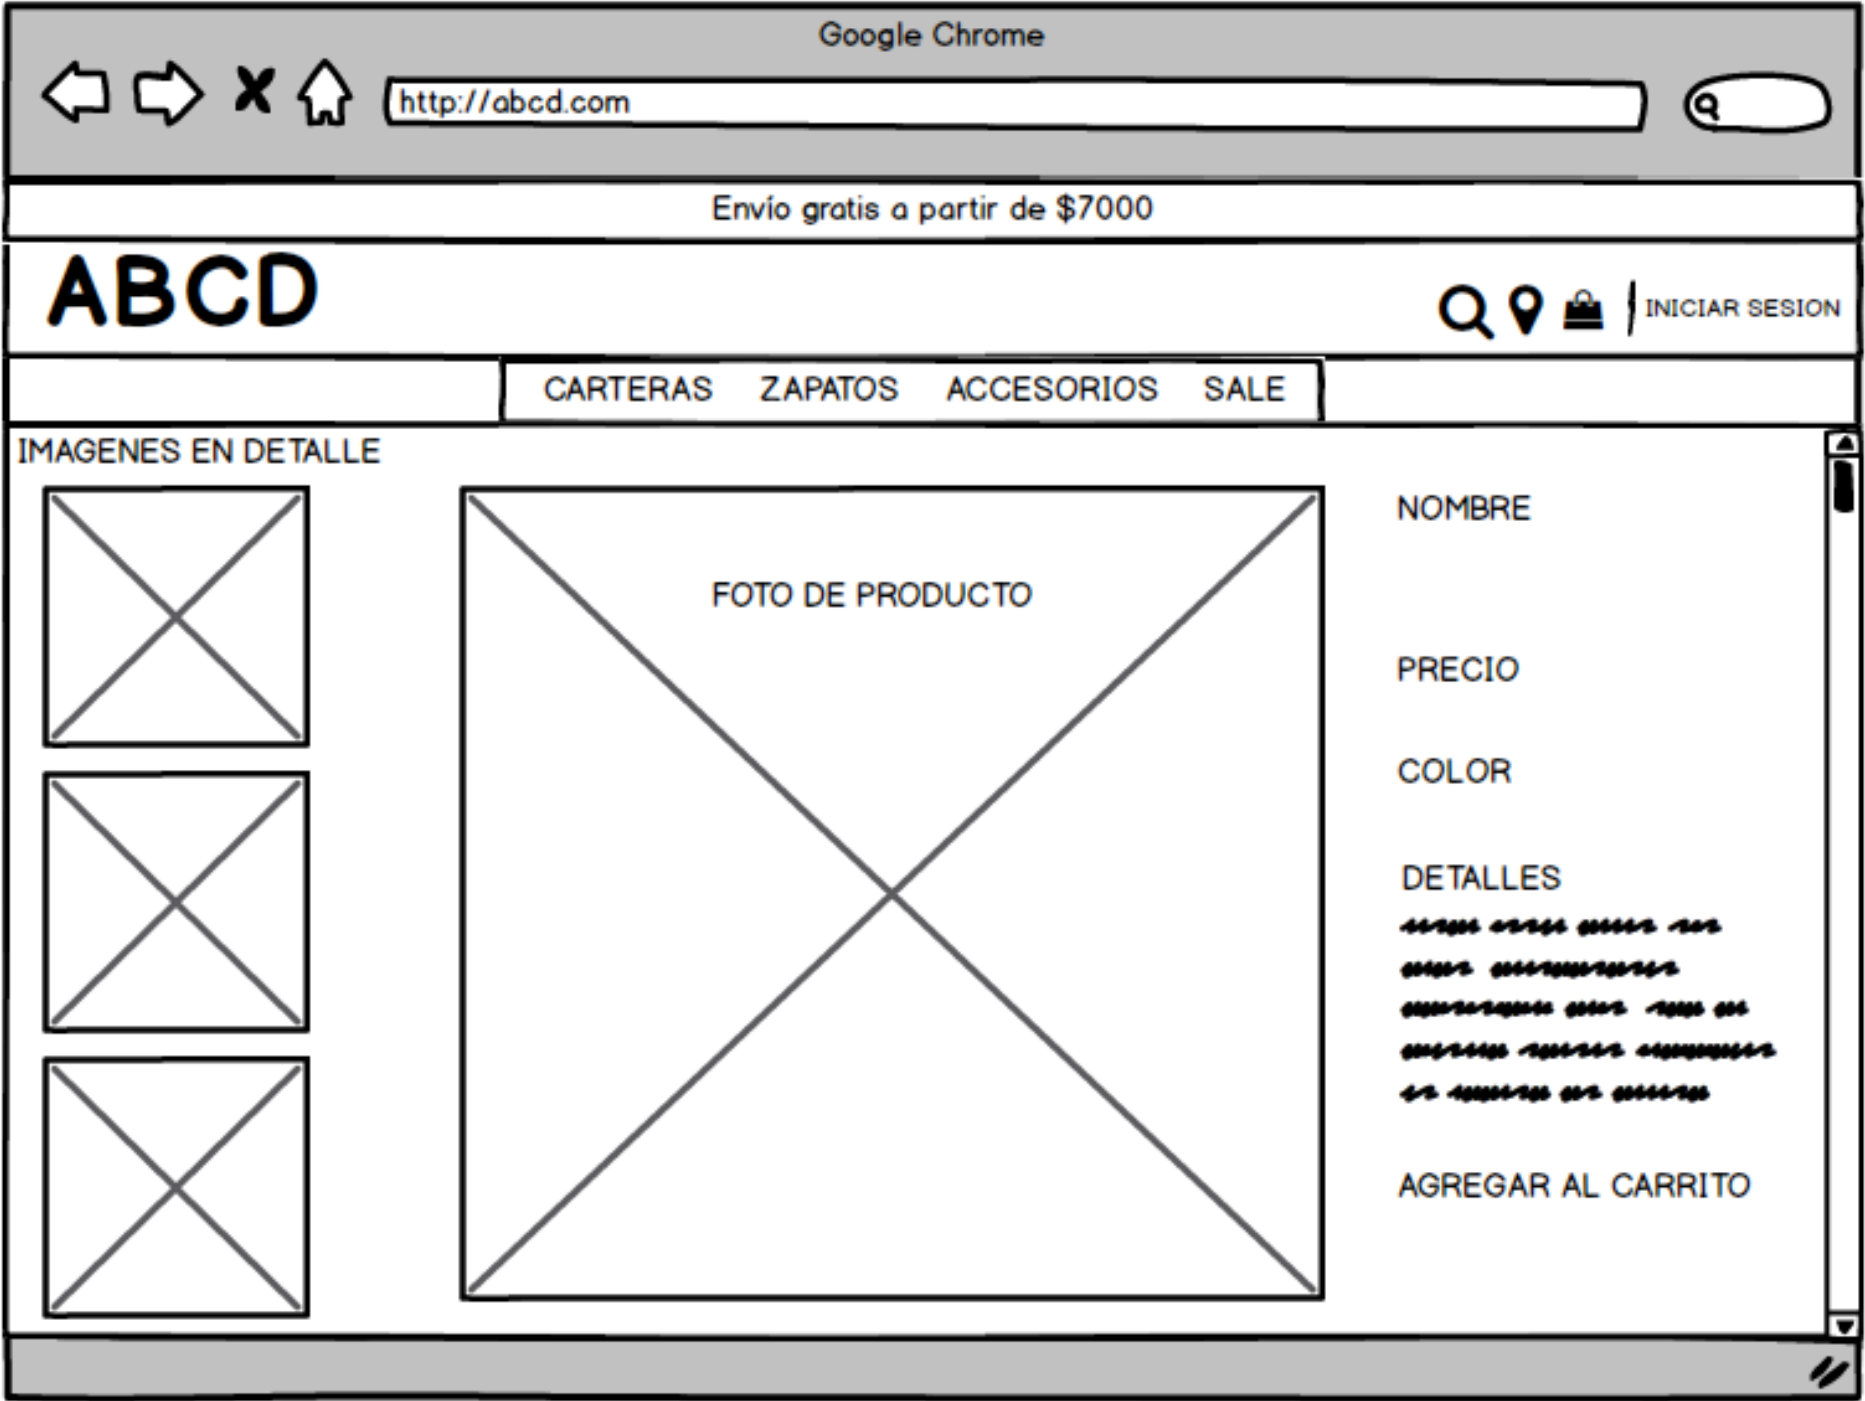 Google Chrome
http://abcd.com
Envío gratis a partir de $7000
ABCD
INICIAR SESION
CARTERAS ZAPATOS ACCESORIOS SALE
IMAGENES EN DETALLE
FOTO DE PRODUCTO
NOMBRE
PRECIO
COLOR
DETALLES
AGREGAR AL CARRITO